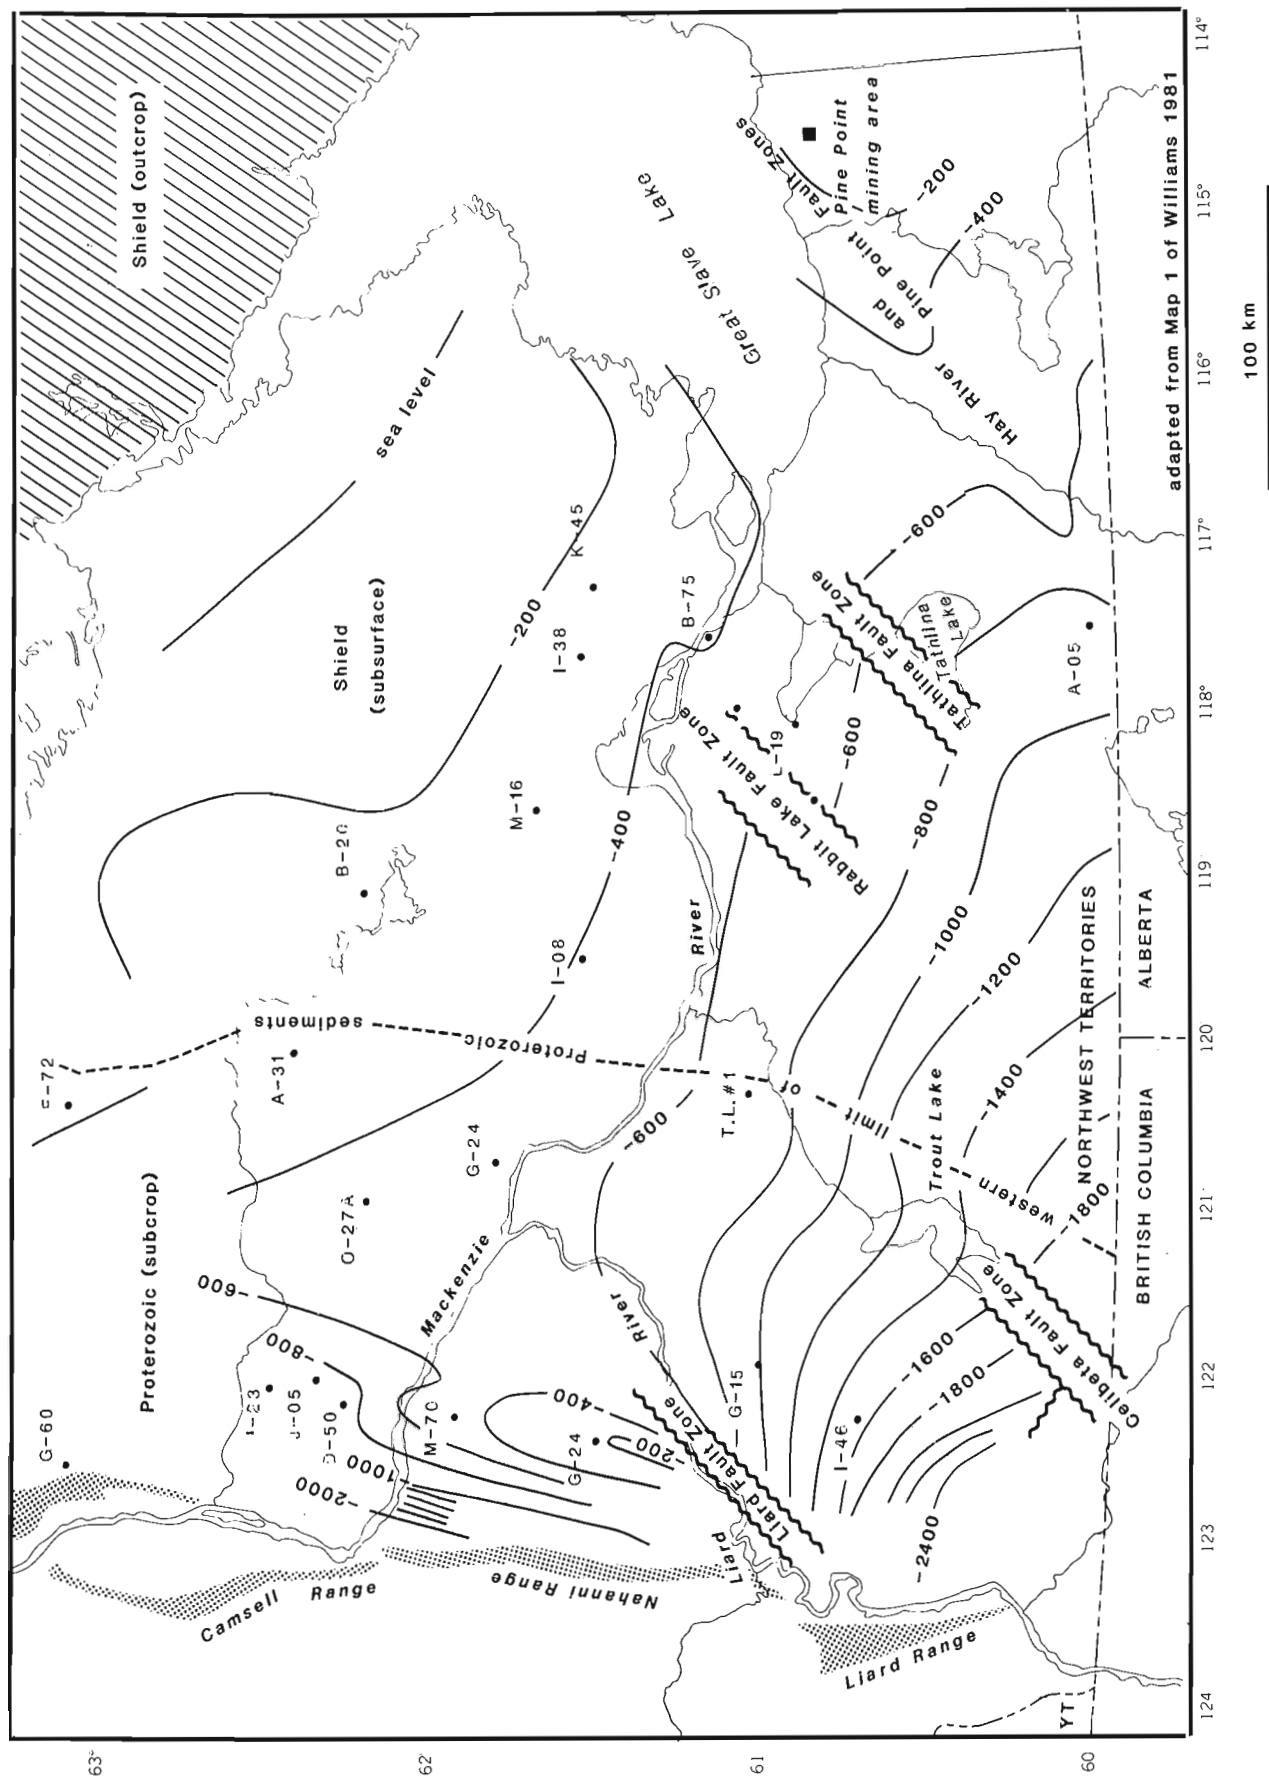 63°
62°
61
60
114°
115°
116°
117°
118°
119
120
121
122
123
124
Shield (outcrop)
Shield
(subsurface)
Proterozoic (subcrop)
sea level
-200
-400
-600
-600
-800
-1000
-2000
-400
-200
-600
-600
-800
-1000
-1200
-1400
-1800
-1600
-1800
-2400
-600
-200
-400
Great Slave Lake
Pine Point
mining area
Hay River
and
Pine Point
Fault Zones
Tathlina
Lake
Tathlina Fault Zone
Rabbit Lake Fault Zone
Liard Fault Zone
Celibeta Fault Zone
Trout Lake
Mackenzie
River
Liard
River
Camsell Range
Nahanni Range
Liard Range
western limit of Proterozoic sediments
K-45
I-38
B-75
A-05
M-16
B-20
I-08
A-31
G-24
O-27A
T.L.#1
G-60
J-05
M-70
G-24
G-15
I-46
NORTHWEST TERRITORIES
ALBERTA
BRITISH COLUMBIA
YT
adapted from Map 1 of Williams 1981
100 km